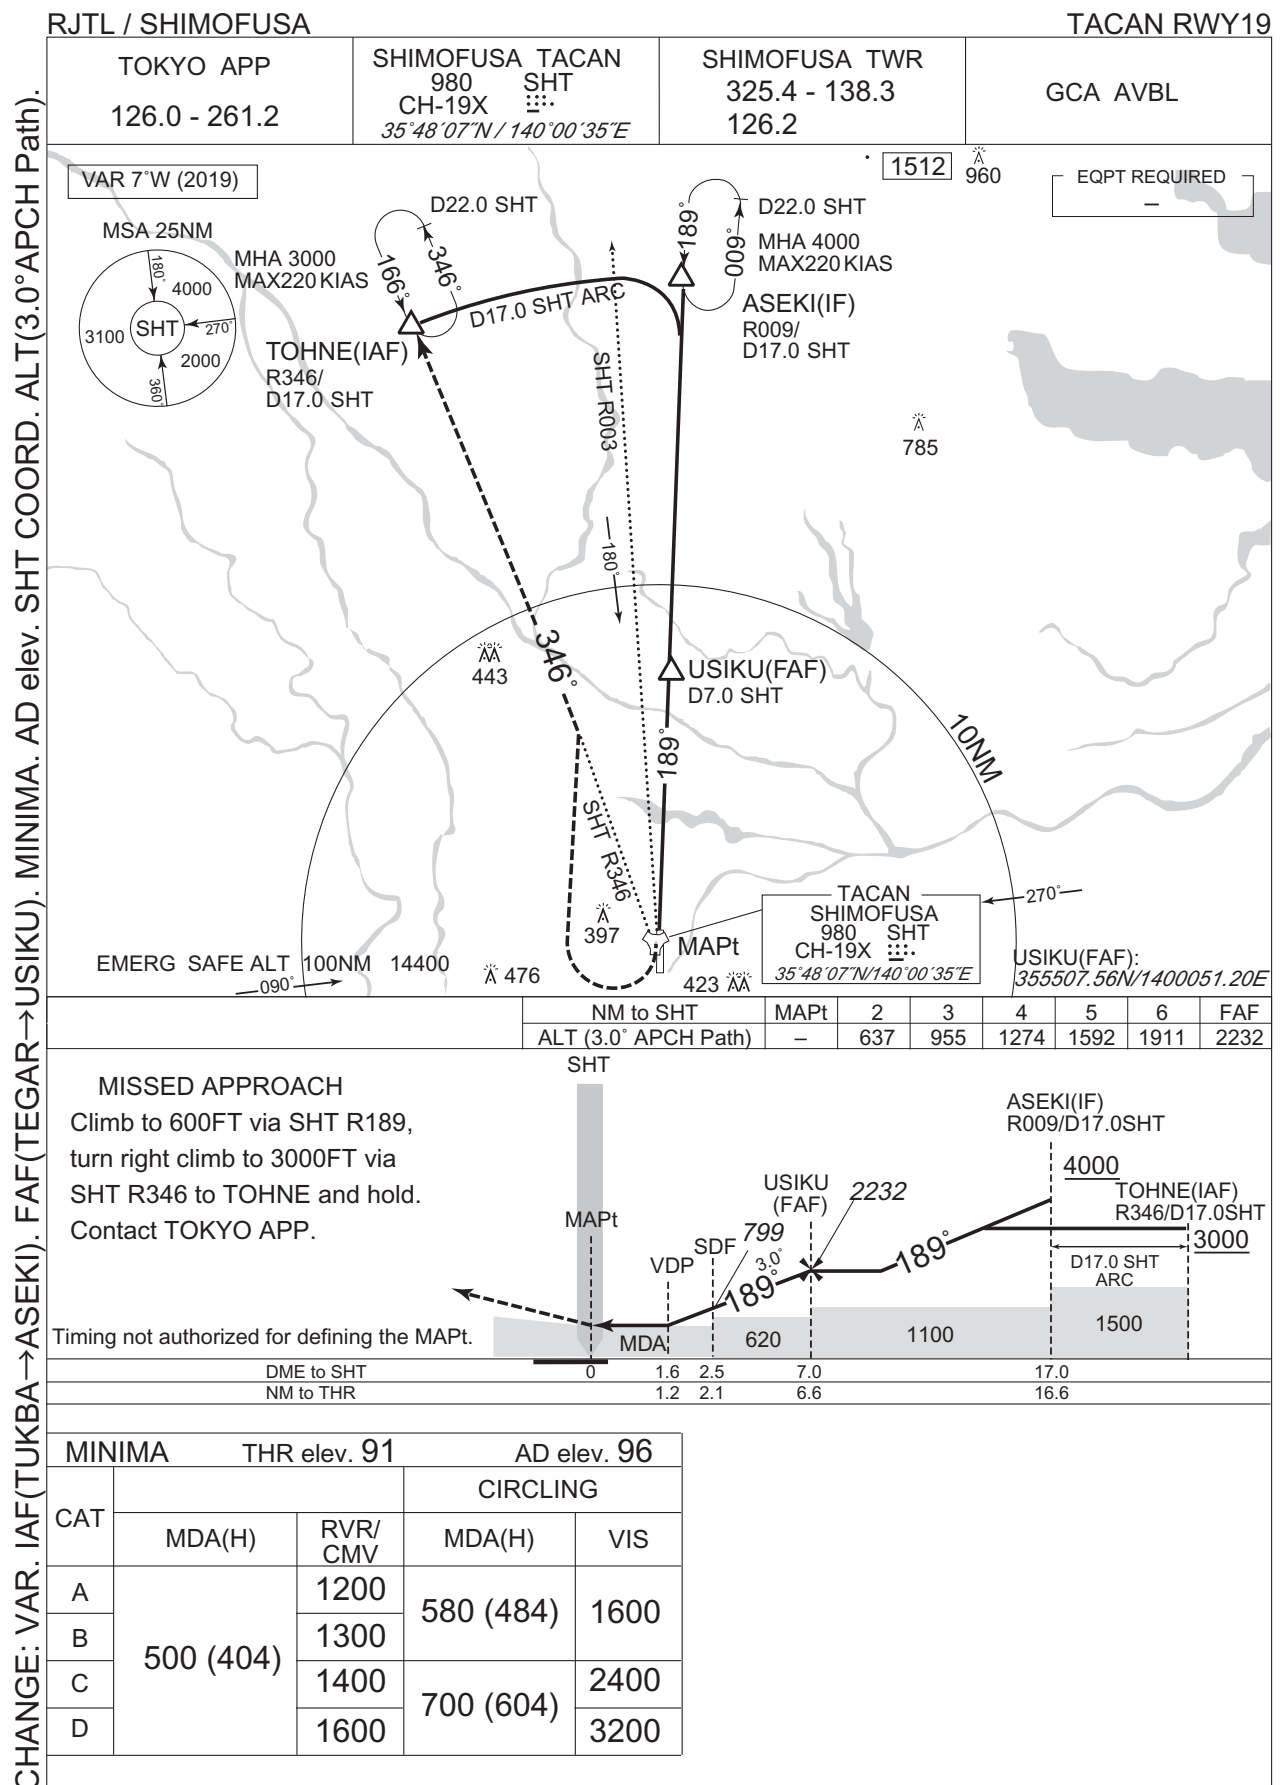 RJTL / SHIMOFUSA
TACAN RWY19
TOKYO APP
126.0 - 261.2
SHIMOFUSA TACAN
980 SHT
CH-19X
35°48´07˝N / 140°00´35˝E
SHIMOFUSA TWR
325.4 - 138.3
126.2
GCA AVBL
VAR 7°W (2019)
MSA 25NM
180°
4000
3100
SHT
270°
2000
360°
MHA 3000
MAX220 KIAS
D22.0 SHT
166°
346°
TOHNE(IAF)
R346/
D17.0 SHT
D17.0 SHT ARC
189°
009°
D22.0 SHT
MHA 4000
MAX220 KIAS
ASEKI(IF)
R009/
D17.0 SHT
1512
960
EQPT REQUIRED
–
785
SHT R003
180°
346°
443
USIKU(FAF)
D7.0 SHT
189°
10NM
SHT R346
397
MAPt
TACAN
SHIMOFUSA
980 SHT
CH-19X
35°48´07˝N/140°00´35˝E
270°
USIKU(FAF):
355507.56N/1400051.20E
EMERG SAFE ALT 100NM 14400
090°
476
423
NM to SHT MAPt 2 3 4 5 6 FAF
ALT (3.0° APCH Path) – 637 955 1274 1592 1911 2232
MISSED APPROACH
Climb to 600FT via SHT R189,
turn right climb to 3000FT via
SHT R346 to TOHNE and hold.
Contact TOKYO APP.
Timing not authorized for defining the MAPt.
SHT
MAPt
VDP
SDF
799
3.0°
189°
USIKU
(FAF)
2232
189°
ASEKI(IF)
R009/D17.0SHT
4000
TOHNE(IAF)
R346/D17.0SHT
3000
D17.0 SHT
ARC
MDA
620
1100
1500
DME to SHT 0 1.6 2.5 7.0 17.0
NM to THR 1.2 2.1 6.6 16.6
MINIMA THR elev. 91 AD elev. 96
CAT
CIRCLING
MDA(H)
RVR/
CMV
MDA(H)
VIS
A
B
C
D
500 (404)
1200
1300
1400
1600
580 (484)
700 (604)
1600
2400
3200
CHANGE: VAR. IAF(TUKBA→ASEKI). FAF(TEGAR→USIKU). MINIMA. AD elev. SHT COORD. ALT(3.0°APCH Path).